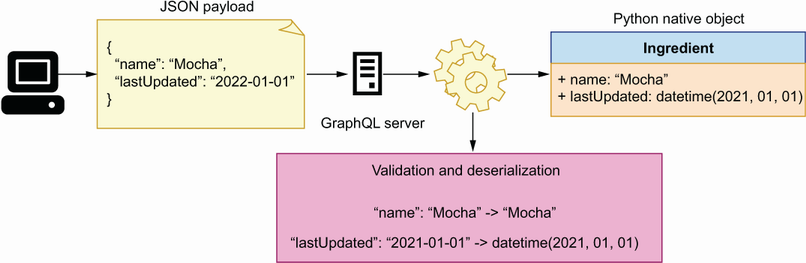 JSON payload
{
“name”: “Mocha”,
“lastUpdated”: “2022-01-01”
}
GraphQL server
Python native object
Ingredient
+ name: “Mocha”
+ lastUpdated: datetime(2021, 01, 01)
Validation and deserialization
“name”: “Mocha” -> “Mocha”
“lastUpdated”: “2021-01-01” -> datetime(2021, 01, 01)